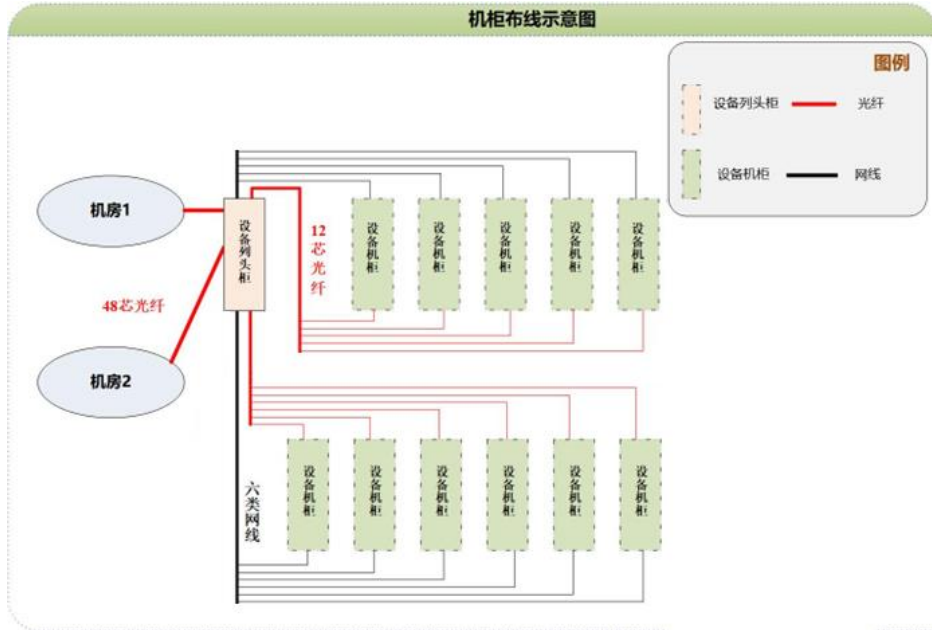 机柜布线示意图
图例
设备列头柜
光纤
设备机柜
网线
机房1
设备列头柜
12芯光纤
设备机柜
设备机柜
设备机柜
设备机柜
设备机柜
48芯光纤
机房2
六类网线
设备机柜
设备机柜
设备机柜
设备机柜
设备机柜
设备机柜